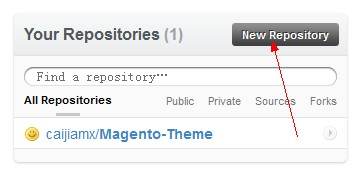 Your Repositories (1) New Repository
Find a repository…
All Repositories Public Private Sources Forks
caijiamx/Magento-Theme